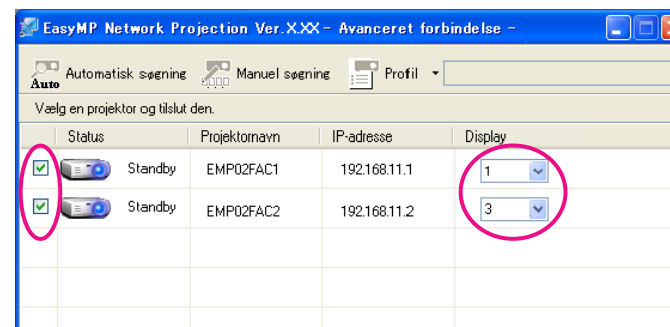 EasyMP Network Projection Ver.X.XX - Avanceret forbindelse -
Auto Automatisk søgning Manuel søgning Profil
Vælg en projektor og tilslut den.
Status Projektornavn IP-adresse Display
Standby EMP02FAC1 192.168.11.1 1
Standby EMP02FAC2 192.168.11.2 3